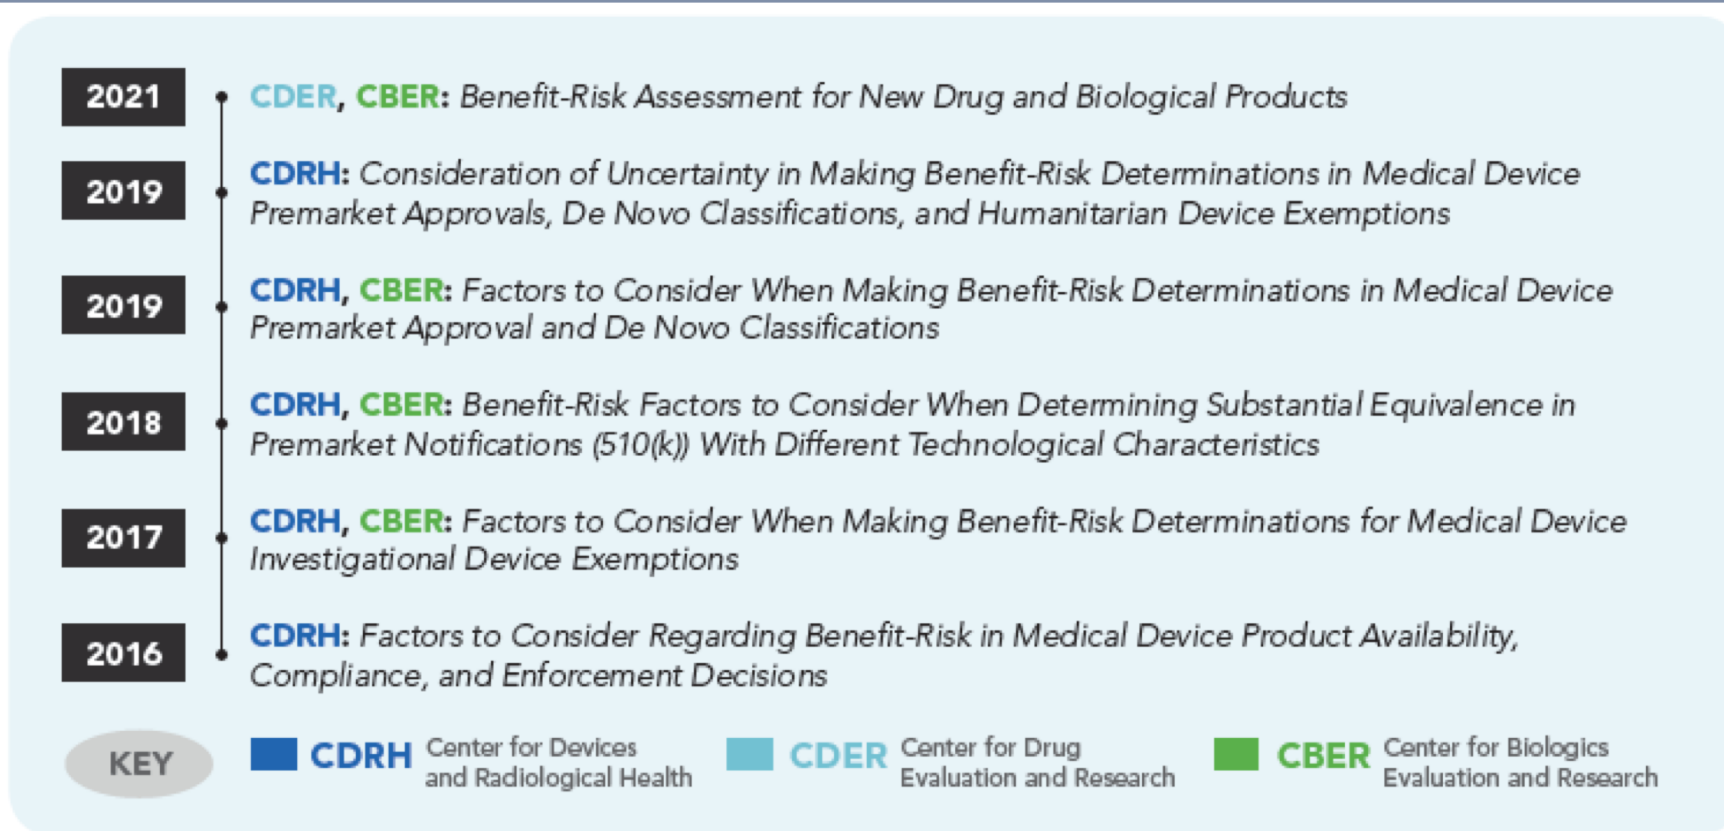 2021
CDER, CBER: Benefit-Risk Assessment for New Drug and Biological Products
2019
CDRH: Consideration of Uncertainty in Making Benefit-Risk Determinations in Medical Device
Premarket Approvals, De Novo Classifications, and Humanitarian Device Exemptions
2019
CDRH, CBER: Factors to Consider When Making Benefit-Risk Determinations in Medical Device
Premarket Approval and De Novo Classifications
2018
CDRH, CBER: Benefit-Risk Factors to Consider When Determining Substantial Equivalence in
Premarket Notifications (510(k)) With Different Technological Characteristics
2017
CDRH, CBER: Factors to Consider When Making Benefit-Risk Determinations for Medical Device
Investigational Device Exemptions
2016
CDRH: Factors to Consider Regarding Benefit-Risk in Medical Device Product Availability,
Compliance, and Enforcement Decisions
KEY
CDRH
Center for Devices
and Radiological Health
CDER
Center for Drug
Evaluation and Research
CBER
Center for Biologics
Evaluation and Research